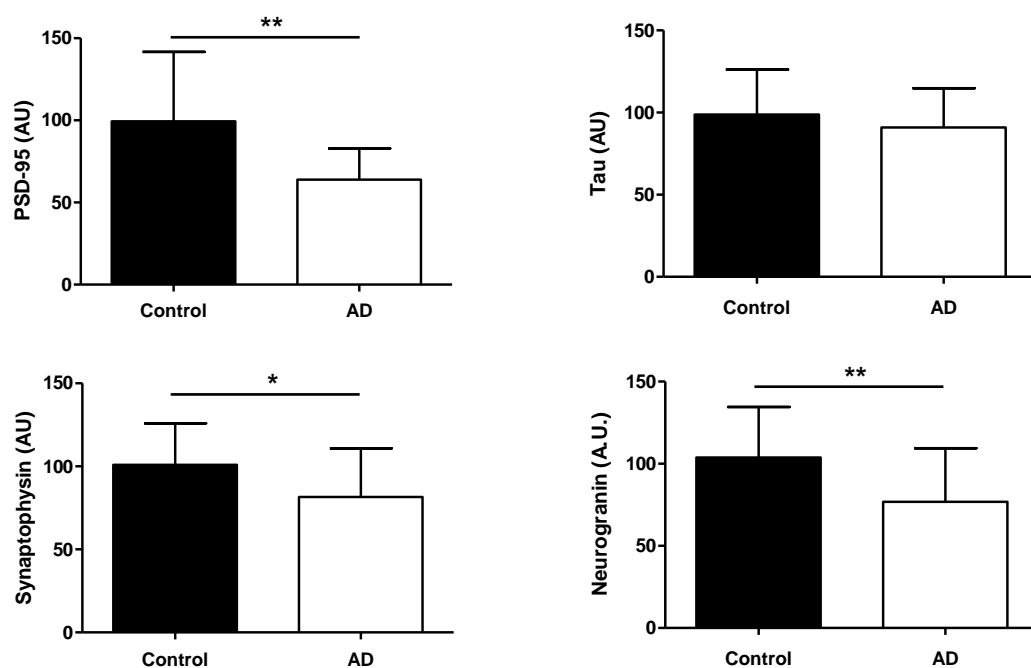 **
150
100
50
0
PSD-95 (AU)
Control
AD
150
100
50
0
Tau (AU)
Control
AD
*
150
100
50
0
Synaptophysin (AU)
Control
AD
**
150
100
50
0
Neurogranin (A.U.)
Control
AD